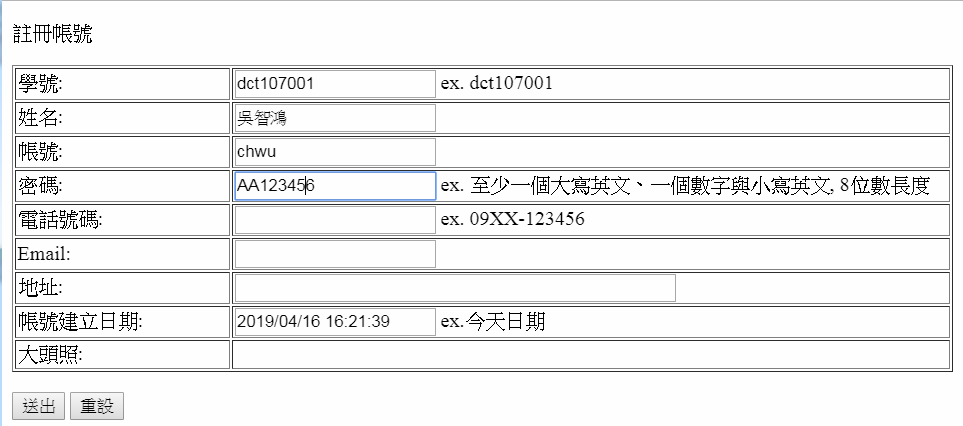 註冊帳號
學號: dct107001 ex. dct107001
姓名: 吳智鴻
帳號: chwu
密碼: AA123456 ex. 至少一個大寫英文、一個數字與小寫英文, 8位數長度
電話號碼: ex. 09XX-123456
Email:
地址:
帳號建立日期: 2019/04/16 16:21:39 ex.今天日期
大頭照:
送出 重設